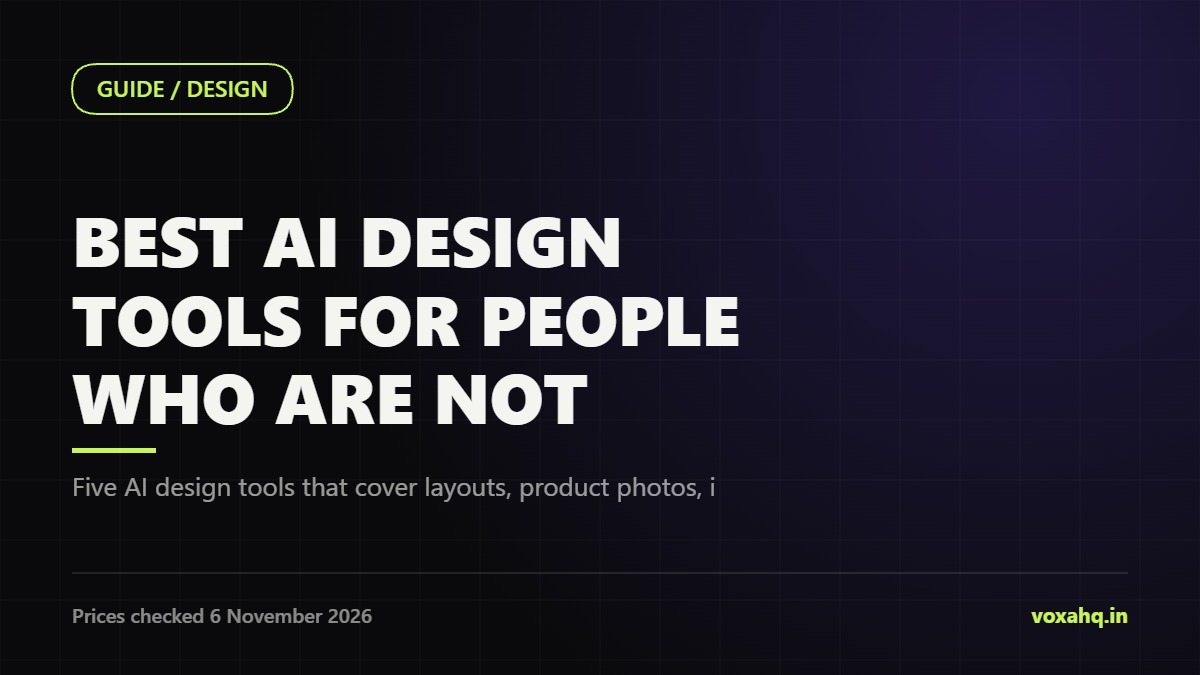 GUIDE / DESIGN
BEST AI DESIGN
TOOLS FOR PEOPLE
WHO ARE NOT
Five AI design tools that cover layouts, product photos, i
Prices checked 6 November 2026
voxahq.in